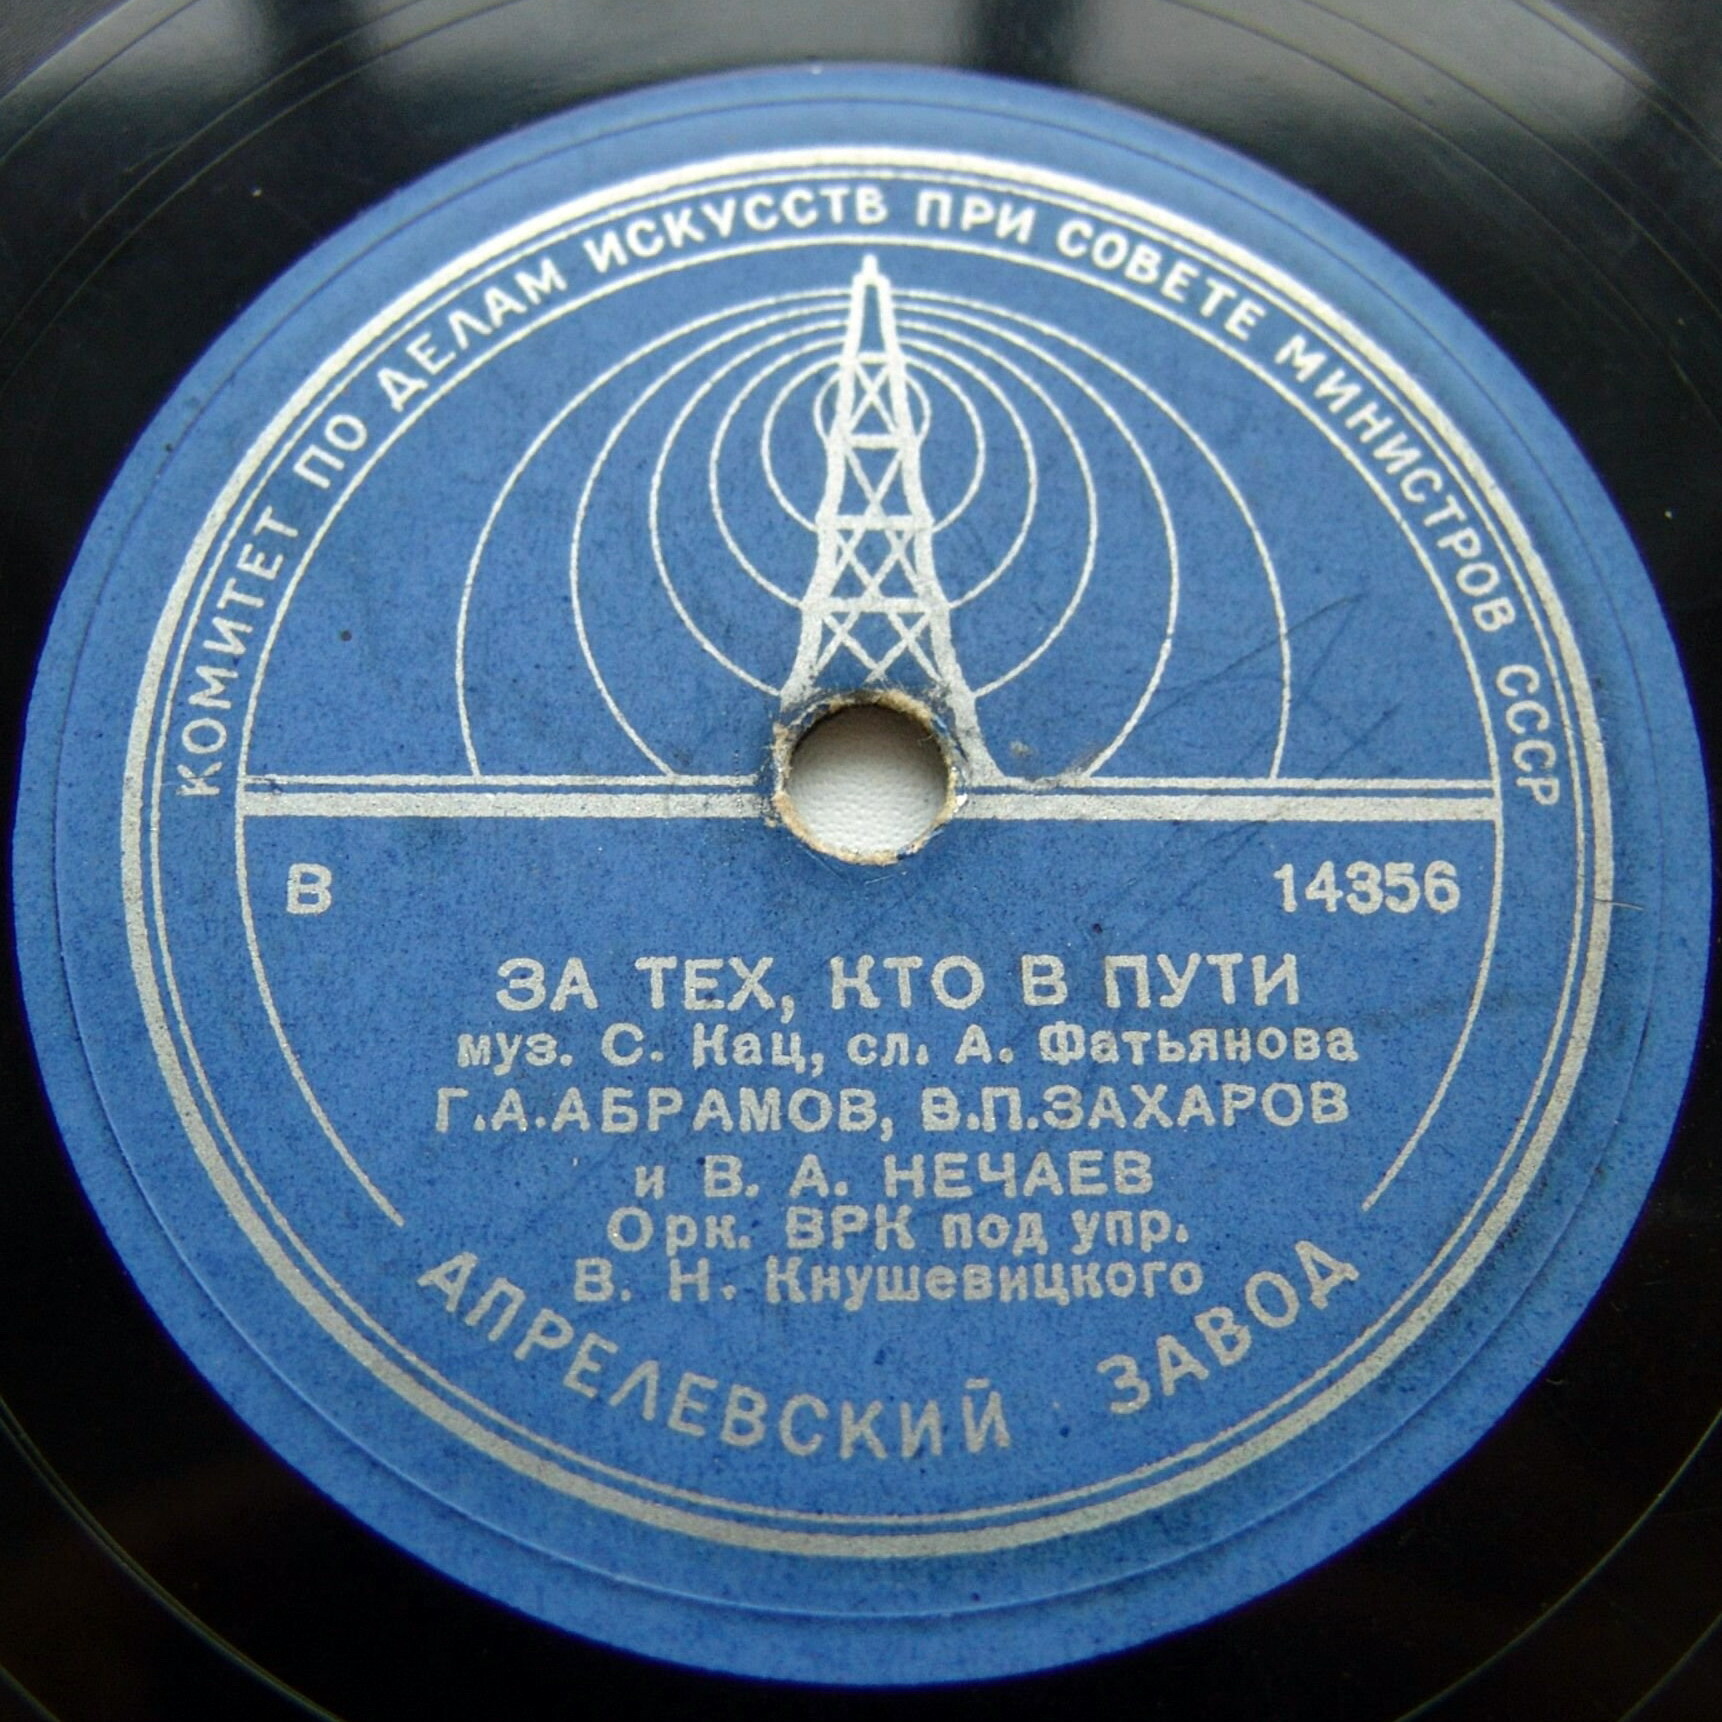 КОМИТЕТ ПО ДЕЛАМ ИСКУССТВ ПРИ СОВЕТЕ МИНИСТРОВ СССР
В 14356
ЗА ТЕХ, КТО В ПУТИ
муз. С. Кац, сл. А. Фатьянова
Г.А.АБРАМОВ, В.П.ЗАХАРОВ
и В. А. НЕЧАЕВ
Орк. ВРК под упр.
В. Н. Кнушевицкого
АПРЕЛЕВСКИЙ ЗАВОД